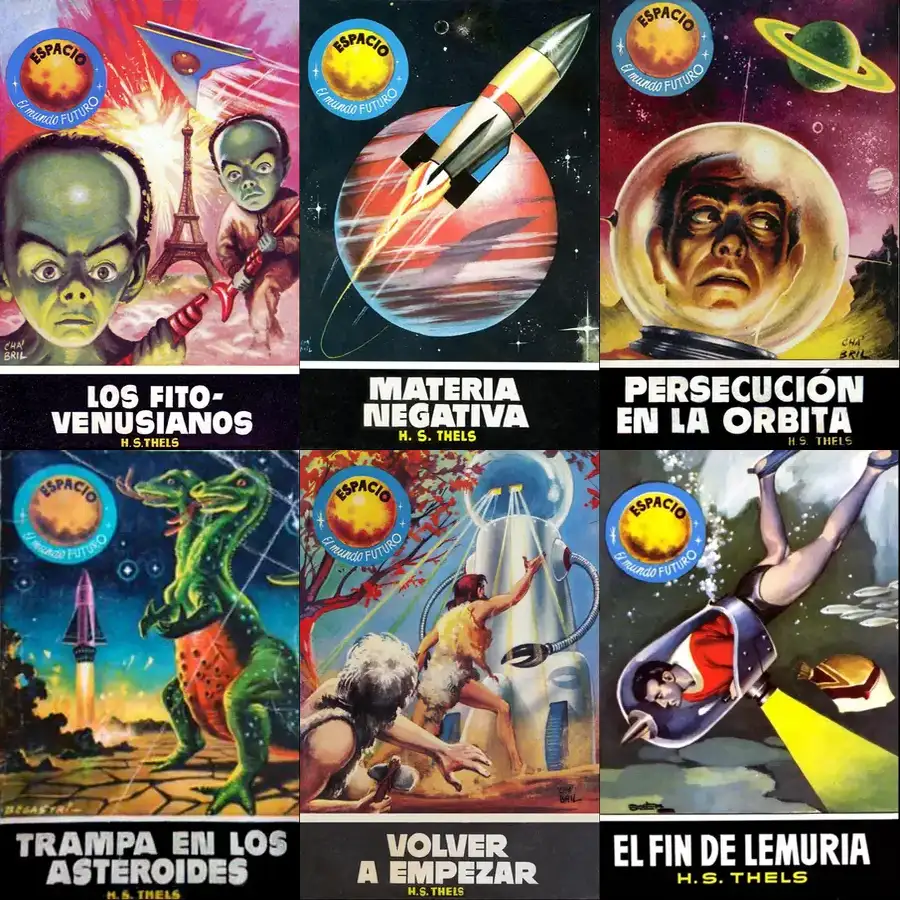 ESPACIO
El mundo FUTURO
CHA'
BRIL
LOS FITO-
VENUSIANOS
H.S.THELS
ESPACIO
El mundo FUTURO
MATERIA
NEGATIVA
H. S. THELS
ESPACIO
El mundo FUTURO
CHA'
BRIL
PERSECUCIÓN
EN LA ORBITA
H.S. THELS
ESPACIO
El mundo FUTURO
BEGASTRI
TRAMPA EN LOS
ASTEROIDES
H. S. THELS
ESPACIO
El mundo FUTURO
CHA'
BRIL
VOLVER
A EMPEZAR
H.S. THELS
ESPACIO
El mundo FUTURO
EL FIN DE LEMURIA
H.S. THELS